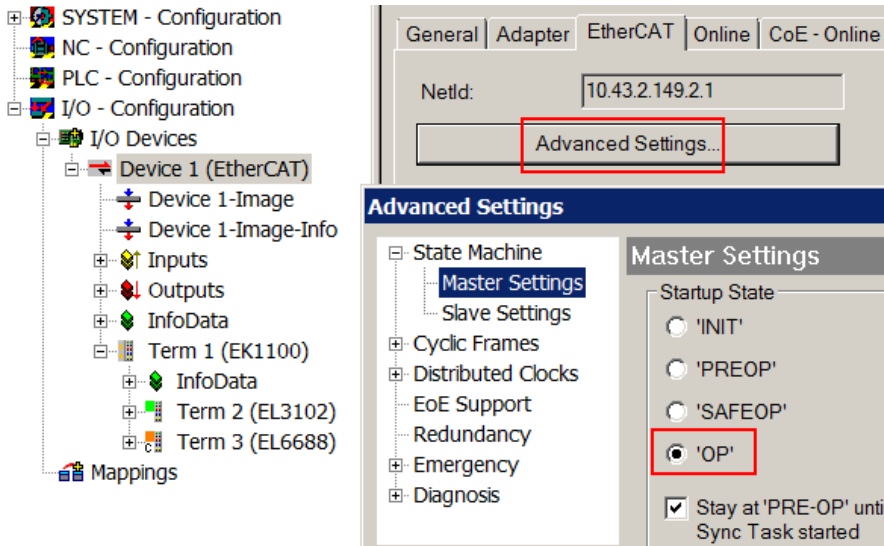 SYSTEM - Configuration
NC - Configuration
PLC - Configuration
I/O - Configuration
I/O Devices
Device 1 (EtherCAT)
Device 1-Image
Device 1-Image-Info
Inputs
Outputs
InfoData
Term 1 (EK1100)
InfoData
Term 2 (EL3102)
Term 3 (EL6688)
Mappings
General Adapter EtherCAT Online CoE - Online
NetId: 10.43.2.149.2.1
Advanced Settings...
Advanced Settings
State Machine
Master Settings
Slave Settings
Cyclic Frames
Distributed Clocks
EoE Support
Redundancy
Emergency
Diagnosis
Master Settings
Startup State
'INIT'
'PREOP'
'SAFEOP'
'OP'
Stay at 'PRE-OP' unti
Sync Task started